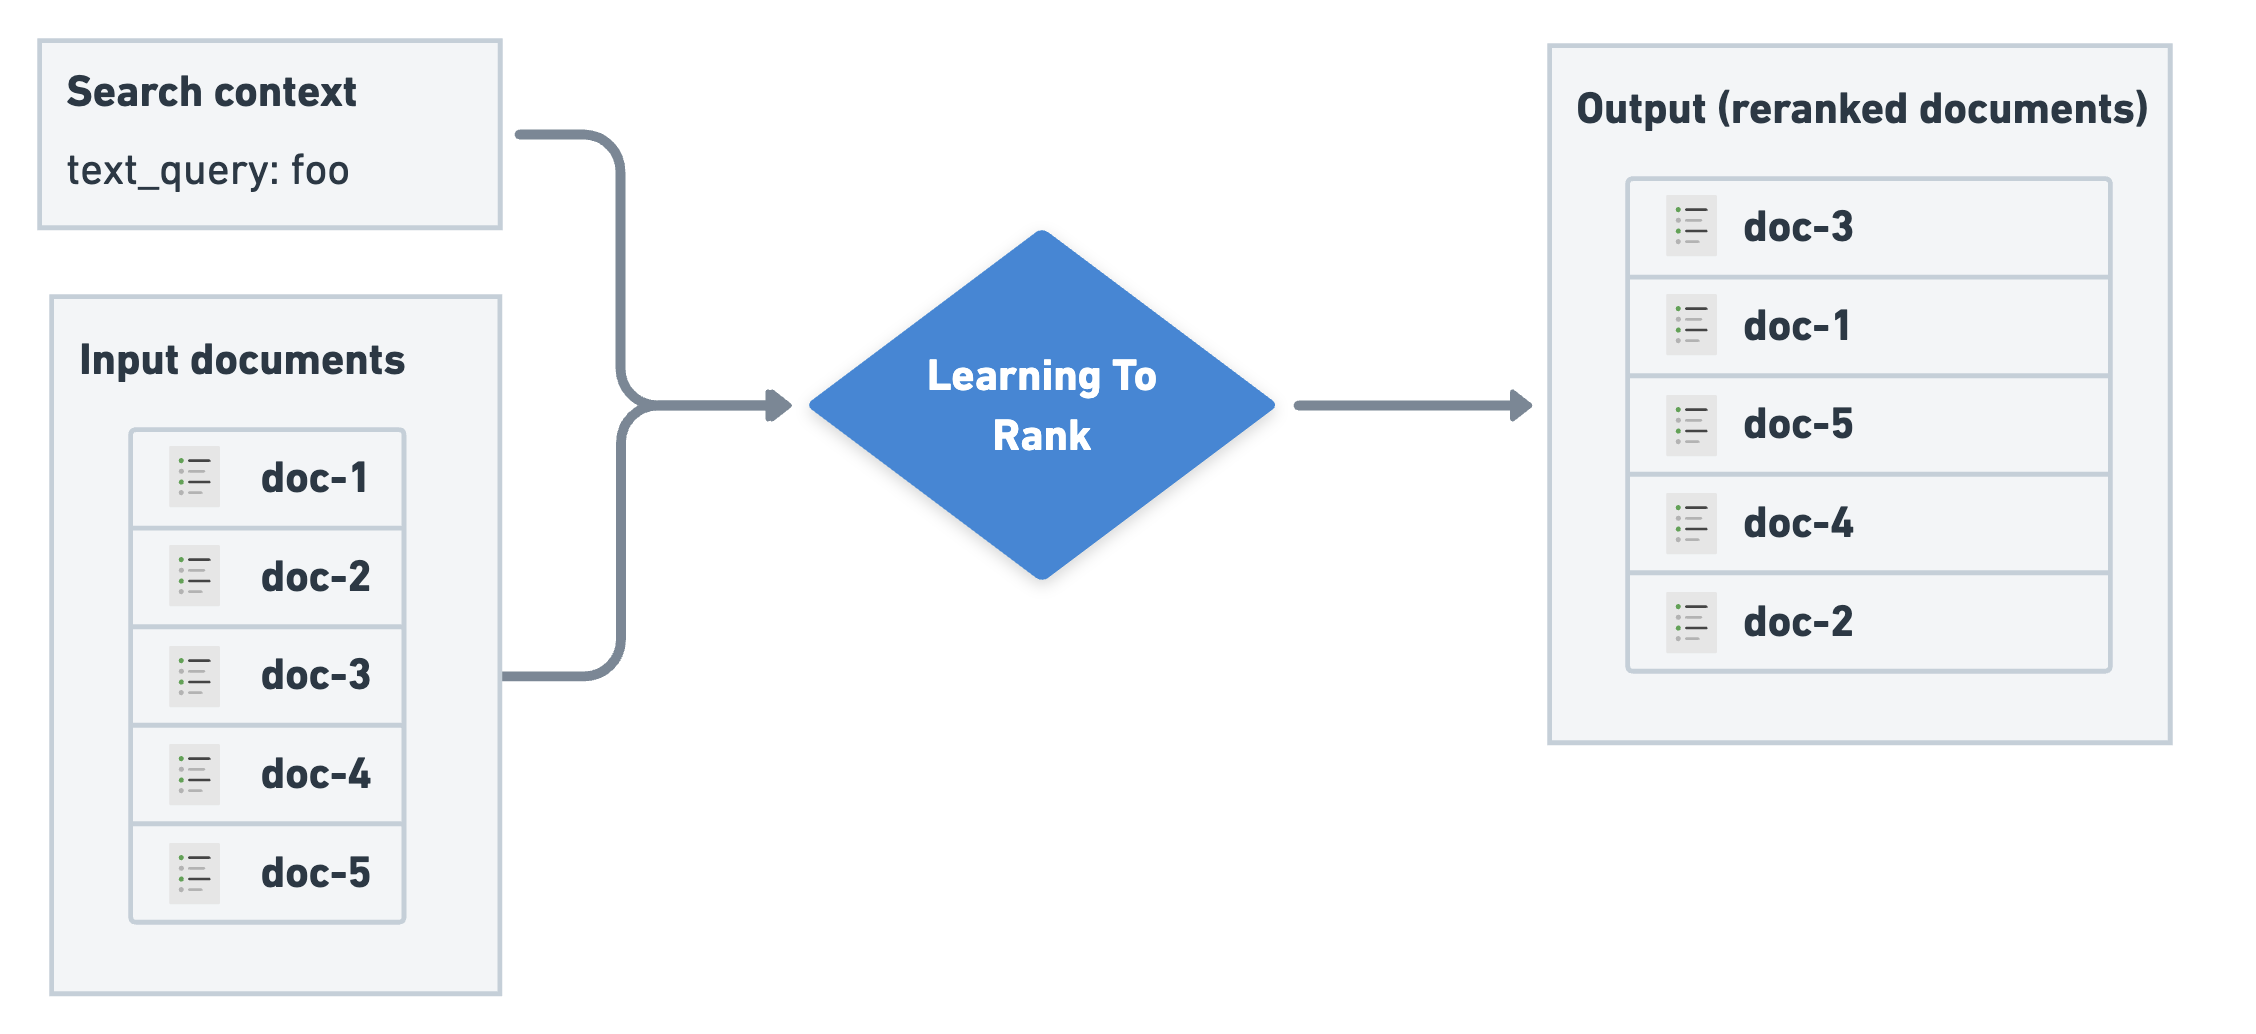 Search context
text_query: foo
Input documents
doc-1
doc-2
doc-3
doc-4
doc-5
Learning To
Rank
Output (reranked documents)
doc-3
doc-1
doc-5
doc-4
doc-2